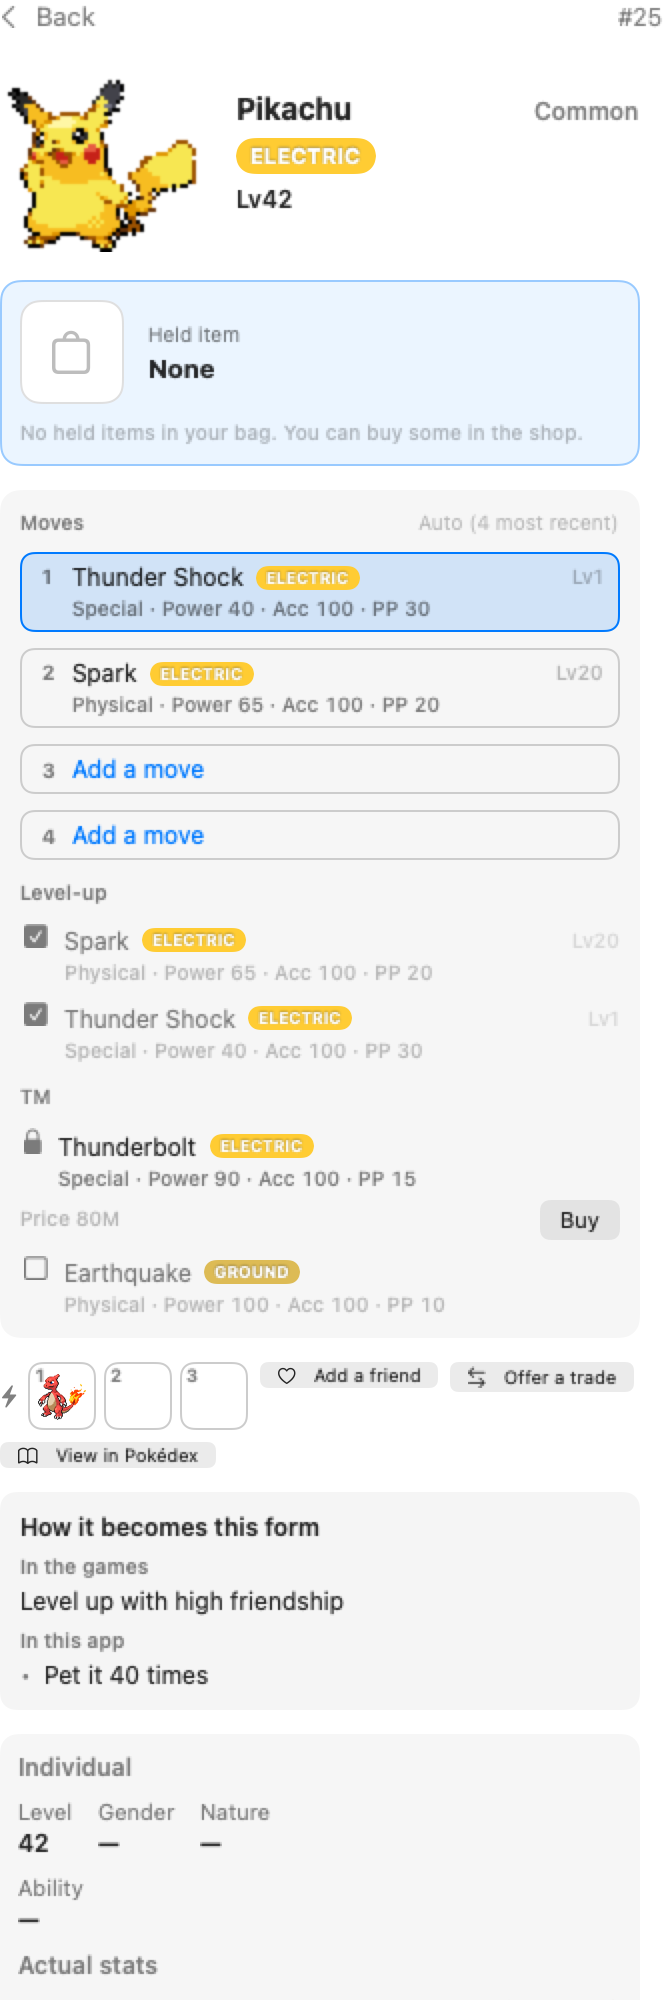 Back
#25
Pikachu
Common
ELECTRIC
Lv42
Held item
None
No held items in your bag. You can buy some in the shop.
Moves
Auto (4 most recent)
1 Thunder Shock ELECTRIC Lv1
Special · Power 40 · Acc 100 · PP 30
2 Spark ELECTRIC Lv20
Physical · Power 65 · Acc 100 · PP 20
3 Add a move
4 Add a move
Level-up
Spark ELECTRIC Lv20
Physical · Power 65 · Acc 100 · PP 20
Thunder Shock ELECTRIC Lv1
Special · Power 40 · Acc 100 · PP 30
TM
Thunderbolt ELECTRIC
Special · Power 90 · Acc 100 · PP 15
Price 80M
Buy
Earthquake GROUND
Physical · Power 100 · Acc 100 · PP 10
1 2 3 Add a friend Offer a trade
View in Pokédex
How it becomes this form
In the games
Level up with high friendship
In this app
· Pet it 40 times
Individual
Level Gender Nature
42 — —
Ability
—
Actual stats